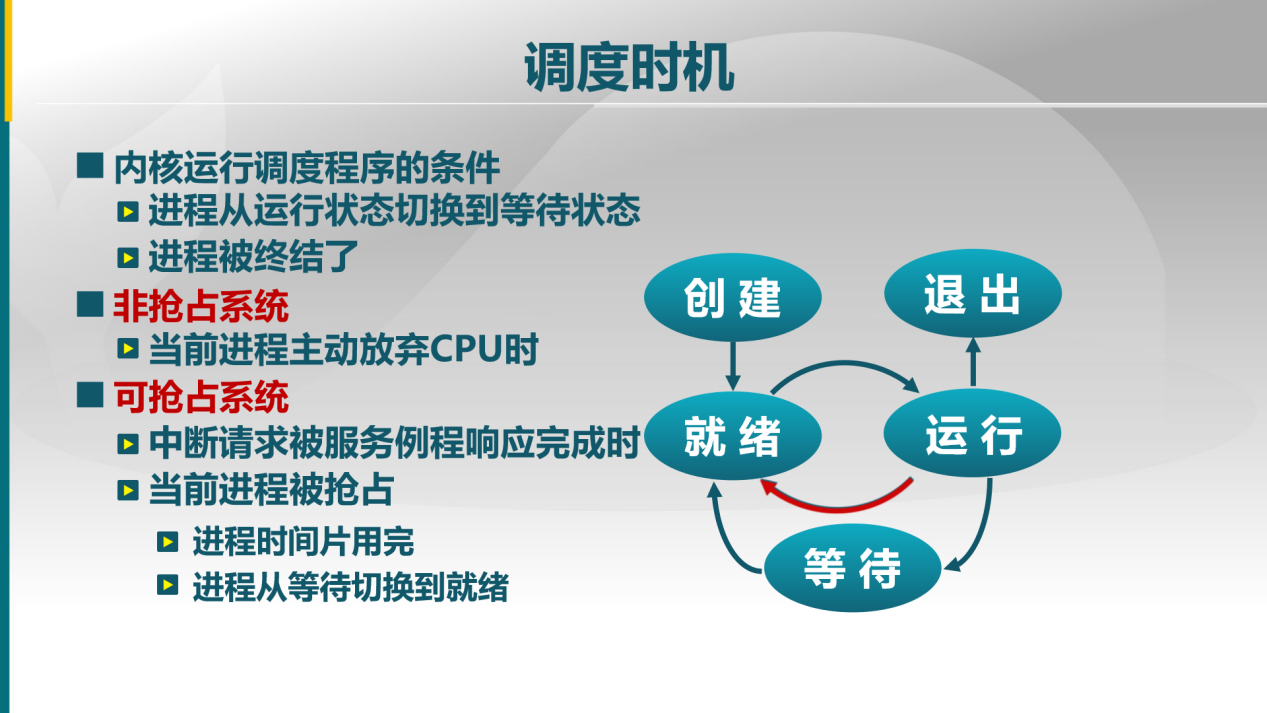 调度时机
内核运行调度程序的条件
进程从运行状态切换到等待状态
进程被终结了
非抢占系统
当前进程主动放弃CPU时
可抢占系统
中断请求被服务例程响应完成时
当前进程被抢占
进程时间片用完
进程从等待切换到就绪
创 建
退 出
就 绪
运 行
等 待